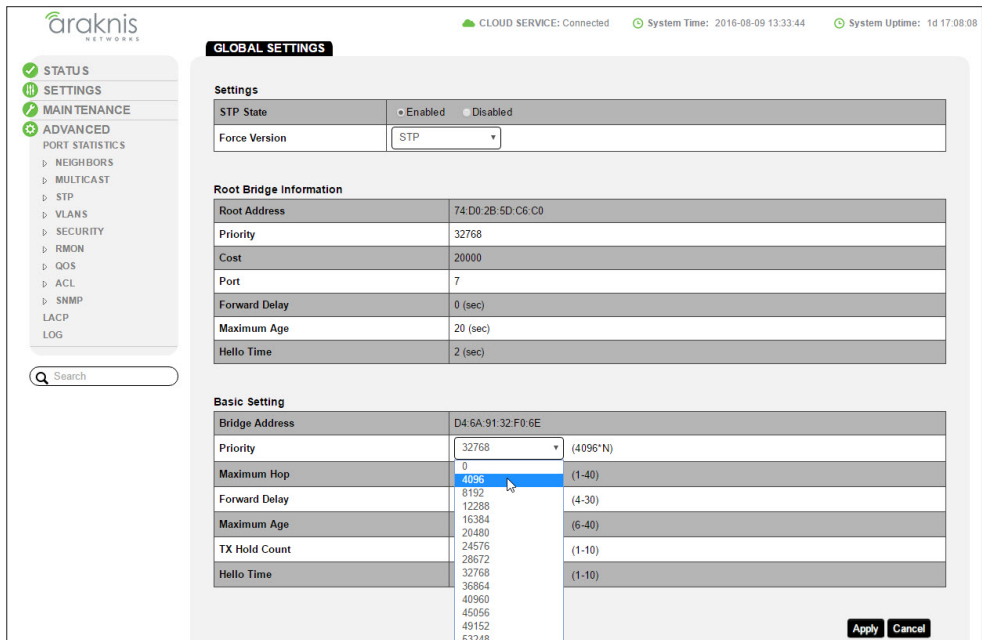 araknis
NETWORKS
CLOUD SERVICE: Connected System Time: 2016-08-09 13:33:44 System Uptime: 1d 17:08:08
GLOBAL SETTINGS
STATUS
SETTINGS
MAINTENANCE
ADVANCED
PORT STATISTICS
NEIGHBORS
MULTICAST
STP
VLANS
SECURITY
RMON
QOS
ACL
SNMP
LACP
LOG
Search
Settings
STP State Enabled Disabled
Force Version STP
Root Bridge Information
Root Address 74:D0:2B:5D:C6:C0
Priority 32768
Cost 20000
Port 7
Forward Delay 0 (sec)
Maximum Age 20 (sec)
Hello Time 2 (sec)
Basic Setting
Bridge Address D4:6A:91:32:F0:6E
Priority 32768 (4096*N)
0
Maximum Hop 4096 (1-40)
8192
Forward Delay (4-30)
12288
16384
Maximum Age (6-40)
20480
24576
TX Hold Count (1-10)
28672
Hello Time 32768 (1-10)
36864
40960
45056
49152
53248
Apply Cancel